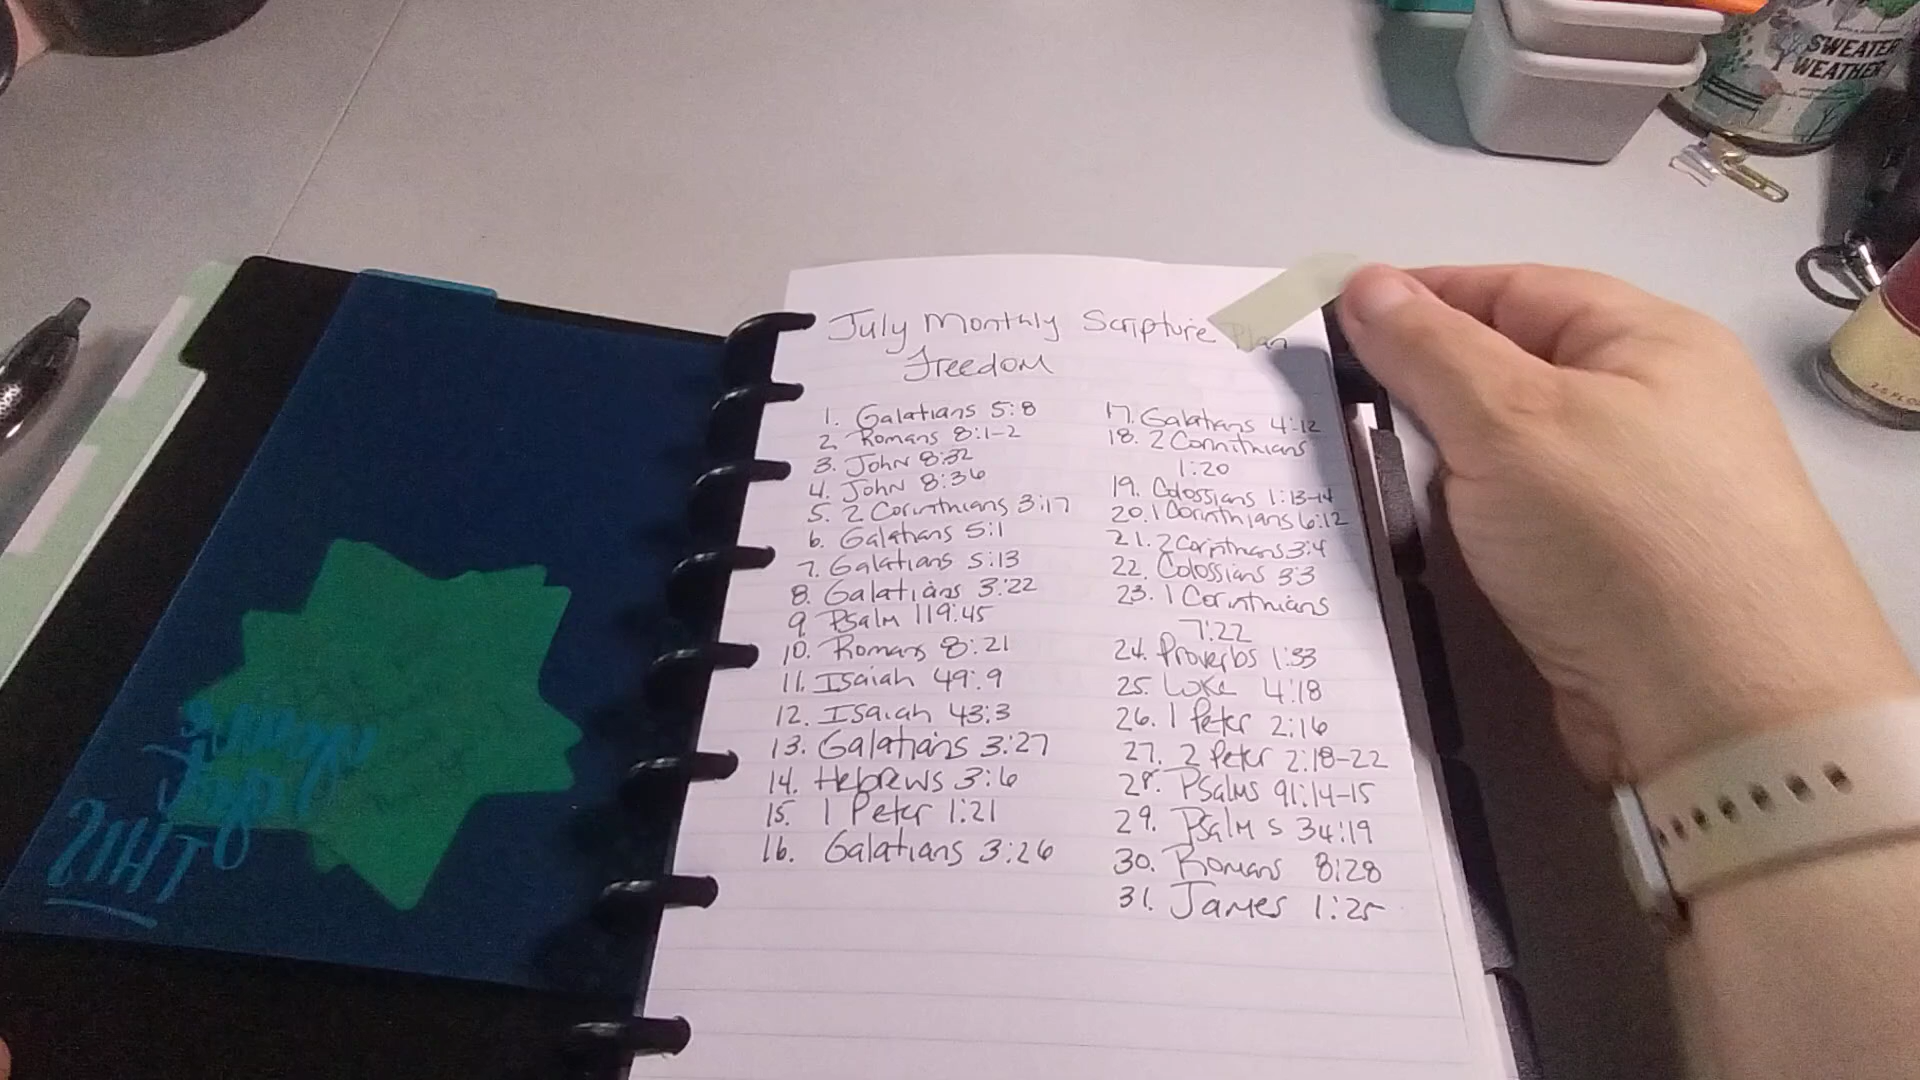 SWEATER
WEATHER
July Monthly Scripture Plan
Freedom
1. Galatians 5:8
2. Romans 8:1-2
3. John 8:32
4. John 8:36
5. 2 Corinthians 3:17
6. Galatians 5:1
7. Galatians 5:13
8. Galatians 3:22
9. Psalm 119:45
10. Romans 8:21
11. Isaiah 49:9
12. Isaiah 43:3
13. Galatians 3:27
14. Hebrews 3:6
15. 1 Peter 1:21
16. Galatians 3:26
17. Galatians 4:12
18. 2 Corinthians
1:20
19. Colossians 1:13-14
20. 1 Corinthians 6:12
21. 2 Corinthians 3:4
22. Colossians 3:3
23. 1 Corinthians
7:22
24. Proverbs 1:33
25. Luke 4:18
26. 1 Peter 2:16
27. 2 Peter 2:18-22
28. Psalms 91:14-15
29. Psalms 34:19
30. Romans 8:28
31. James 1:25